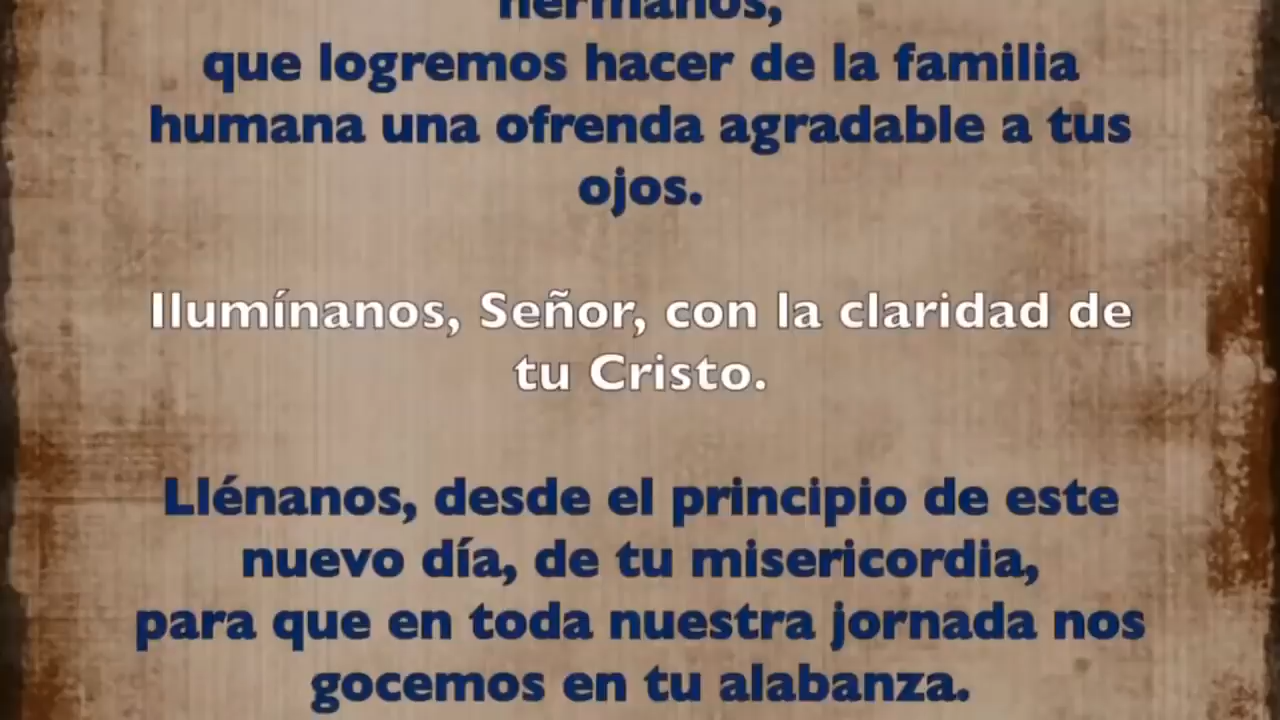 hermanos,
que logremos hacer de la familia
humana una ofrenda agradable a tus
ojos.
Ilumínanos, Señor, con la claridad de
tu Cristo.
Llénanos, desde el principio de este
nuevo día, de tu misericordia,
para que en toda nuestra jornada nos
gocemos en tu alabanza.